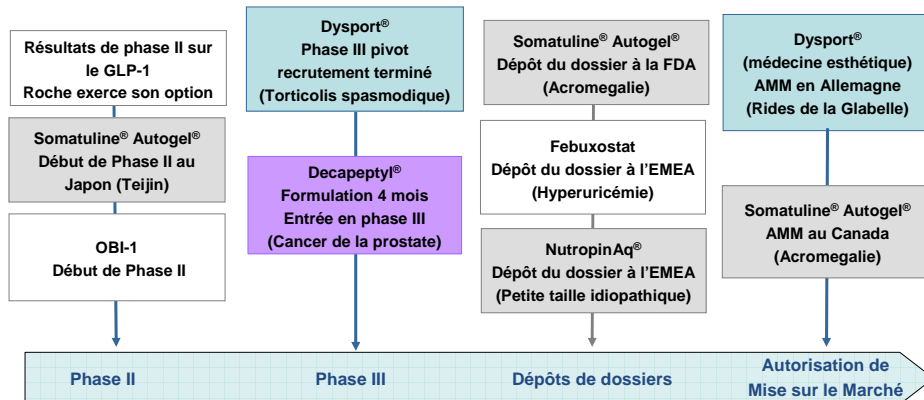 Résultats de phase II sur
le GLP-1
Roche exerce son option
Somatuline® Autogel®
Début de Phase II au
Japon (Teijin)
OBI-1
Début de Phase II
Dysport®
Phase III pivot
recrutement terminé
(Torticolis spasmodique)
Decapeptyl®
Formulation 4 mois
Entrée en phase III
(Cancer de la prostate)
Somatuline® Autogel®
Dépôt du dossier à la FDA
(Acromegalie)
Febuxostat
Dépôt du dossier à l'EMEA
(Hyperuricémie)
NutropinAq®
Dépôt du dossier à l'EMEA
(Petite taille idiopathique)
Dysport®
(médecine esthétique)
AMM en Allemagne
(Rides de la Glabelle)
Somatuline® Autogel®
AMM au Canada
(Acromegalie)
Phase II
Phase III
Dépôts de dossiers
Autorisation de
Mise sur le Marché